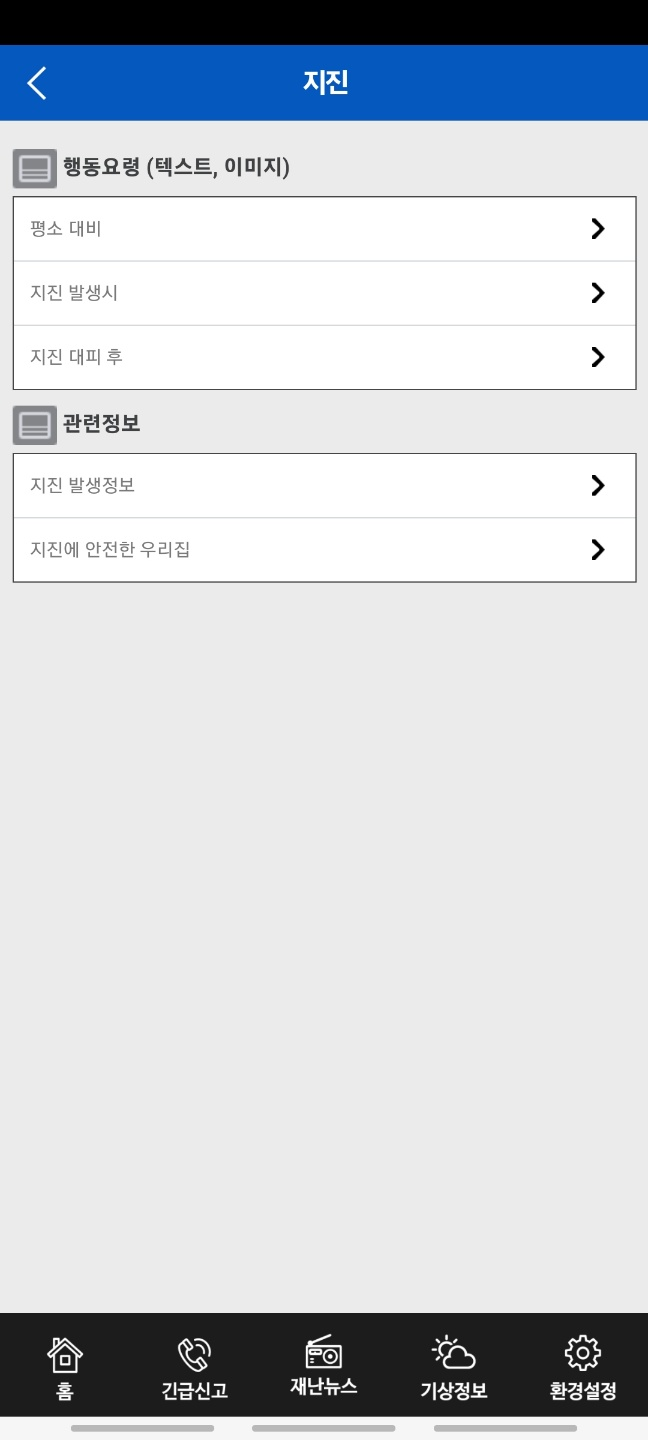 지진
행동요령 (텍스트, 이미지)
평소 대비
지진 발생시
지진 대피 후
관련정보
지진 발생정보
지진에 안전한 우리집
홈
긴급신고
재난뉴스
기상정보
환경설정